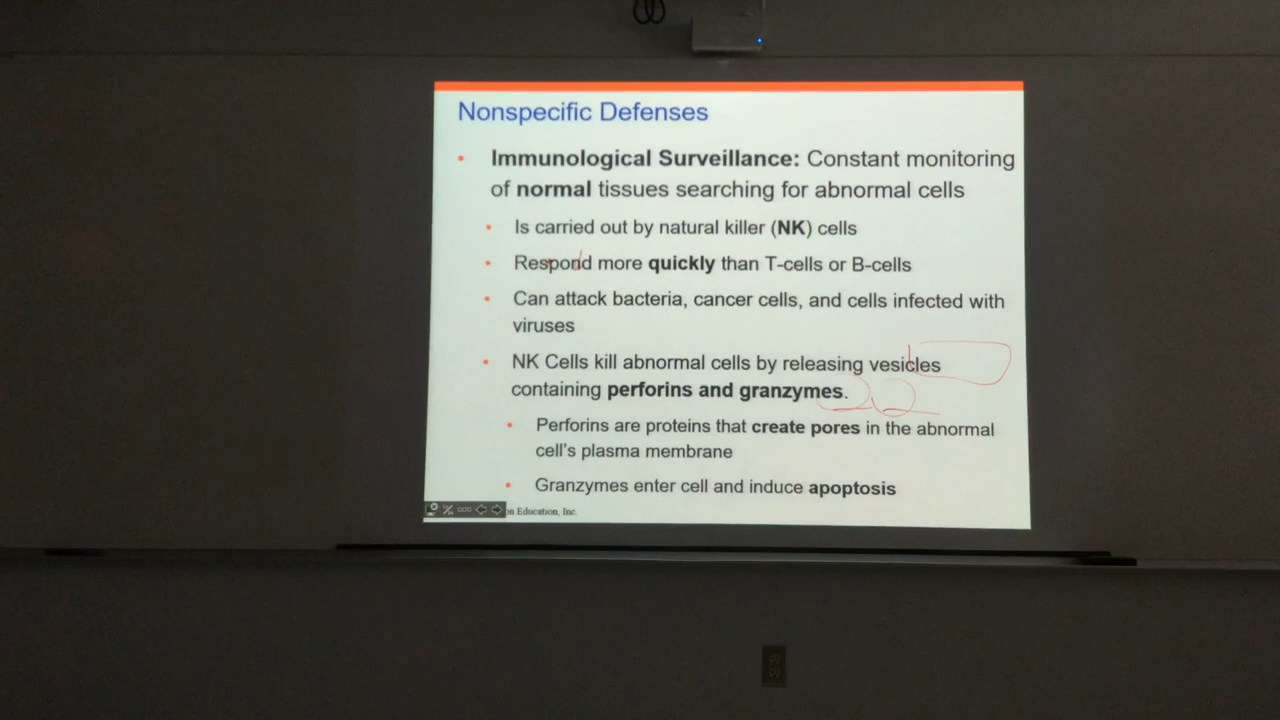 Nonspecific Defenses
• Immunological Surveillance: Constant monitoring
of normal tissues searching for abnormal cells
• Is carried out by natural killer (NK) cells
• Respond more quickly than T-cells or B-cells
• Can attack bacteria, cancer cells, and cells infected with
viruses
• NK Cells kill abnormal cells by releasing vesicles
containing perforins and granzymes.
• Perforins are proteins that create pores in the abnormal
cell's plasma membrane
• Granzymes enter cell and induce apoptosis
on Education, Inc.